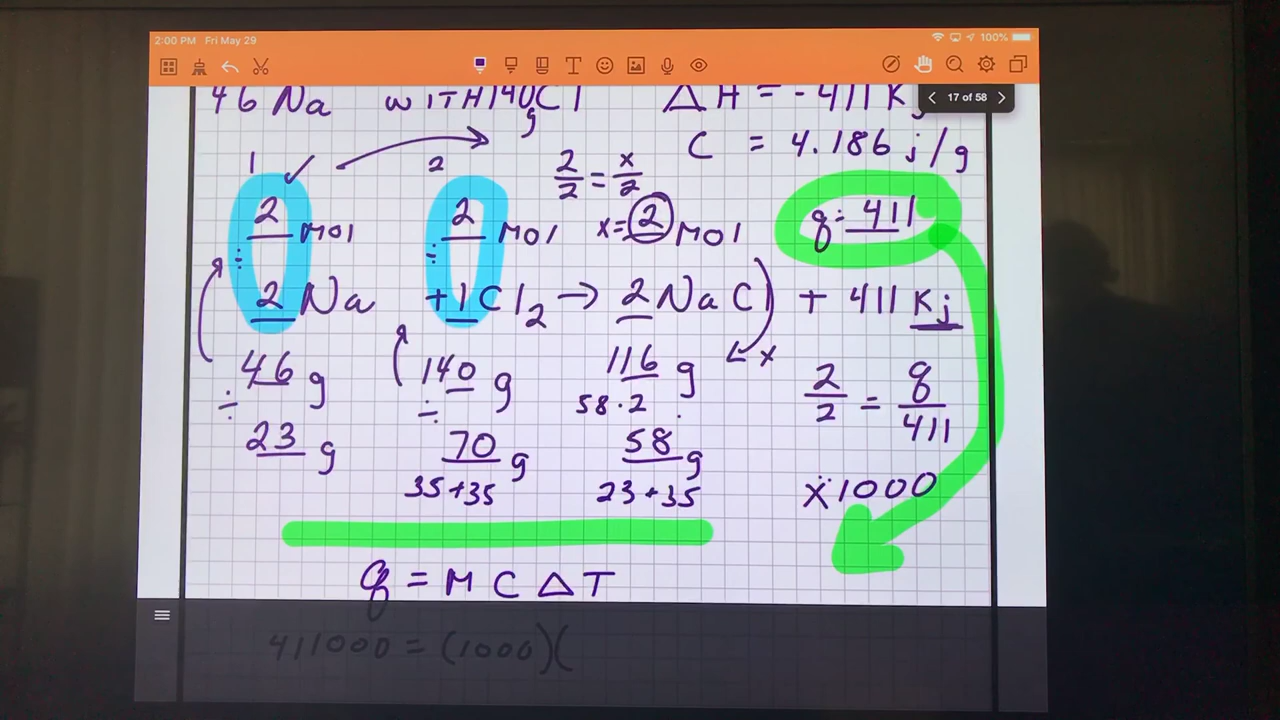 2:00 PM Fri May 29 100%
17 of 58
46 Na WITH 140 g Cl ΔH = -411 K
C = 4.186 j/g
1 ✓ 2 2/2 = x/2
2 MOl 2 MOl x = 2 MOl q = 411
÷ ÷
2 Na + 1 Cl2 → 2 NaCl + 411 Kj
46 g 140 g 116 g x 2/2 = q/411
÷ ÷ 58·2
23 g 70 g 58 g
35+35 23+35 x 1000
q = M C Δ T
411000 = (1000)(